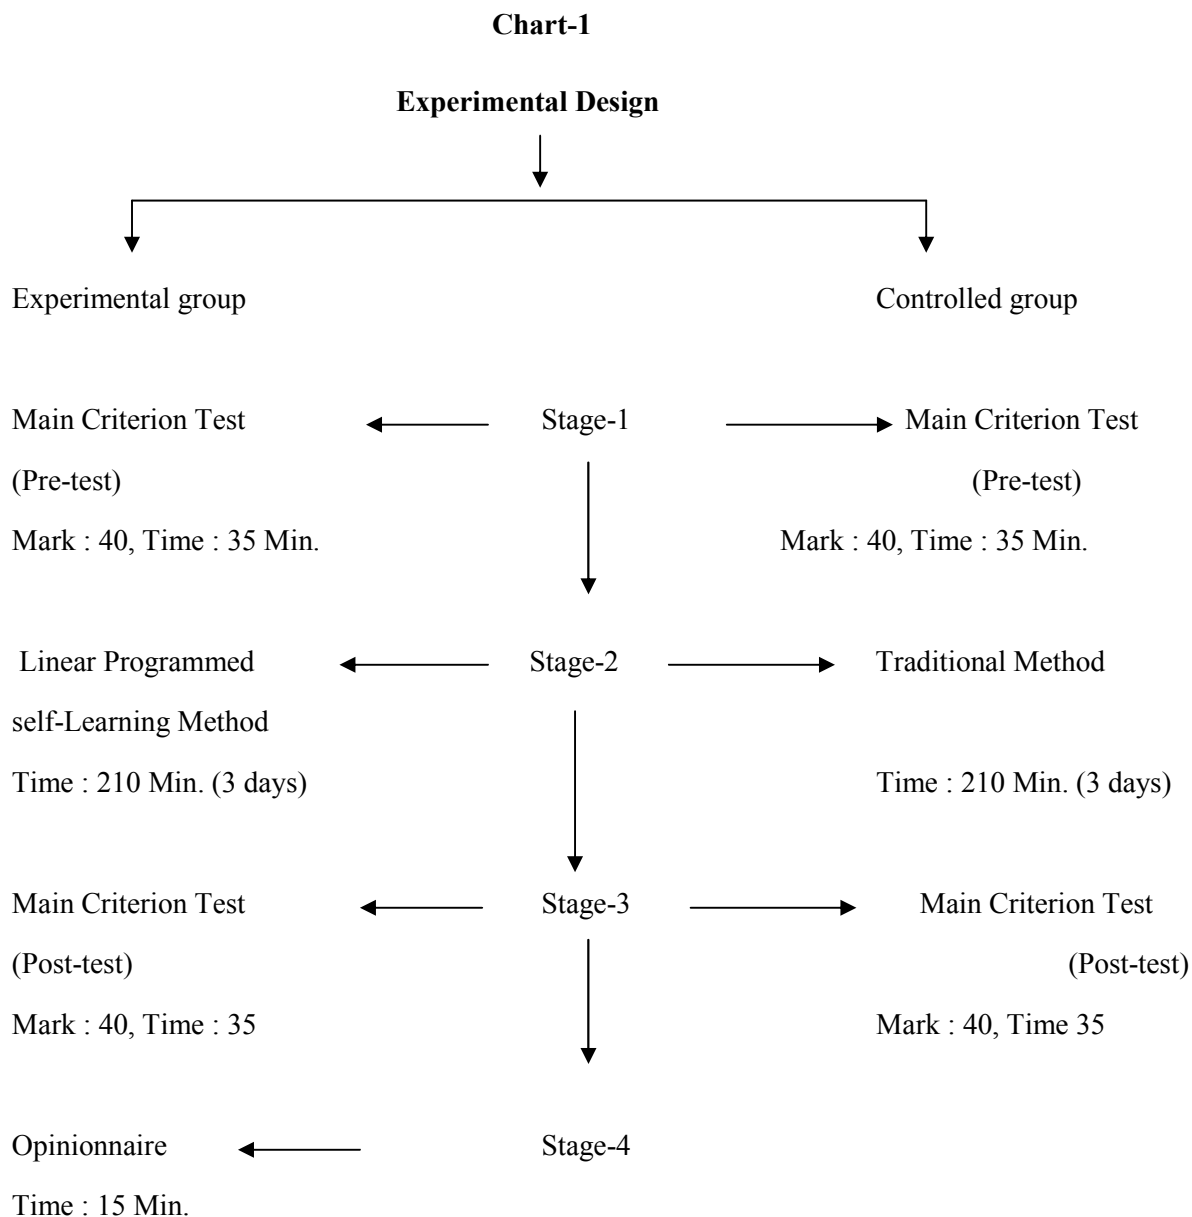 Chart-1
Experimental Design
Experimental group Controlled group
Main Criterion Test Stage-1 Main Criterion Test
(Pre-test) (Pre-test)
Mark : 40, Time : 35 Min. Mark : 40, Time : 35 Min.
Linear Programmed Stage-2 Traditional Method
self-Learning Method
Time : 210 Min. (3 days) Time : 210 Min. (3 days)
Main Criterion Test Stage-3 Main Criterion Test
(Post-test) (Post-test)
Mark : 40, Time : 35 Mark : 40, Time 35
Opinionnaire Stage-4
Time : 15 Min.